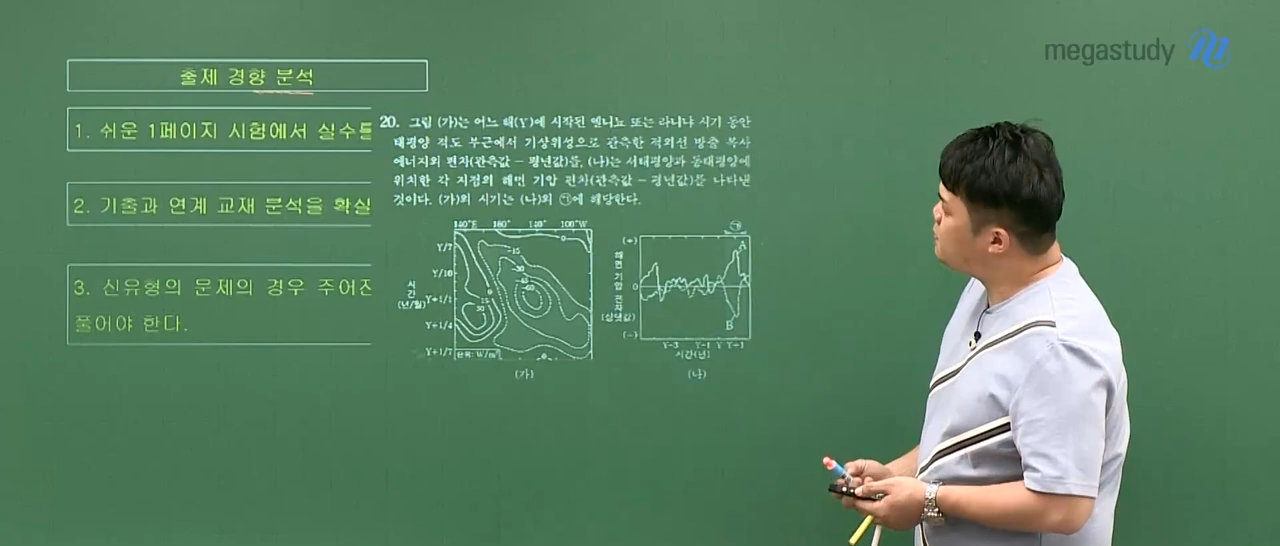 megastudy
출제 경향 분석
1. 쉬운 1페이지 시험에서 실수를
2. 기출과 연계 교재 분석을 확실
3. 신유형의 문제의 경우 주어진
풀어야 한다.
20. 그림 (가)는 어느 해(Y)에 시작된 엘니뇨 또는 라니냐 시기 동안
태평양 적도 부근에서 기상위성으로 관측한 적외선 방출 복사
에너지의 편차(관측값 - 평년값)를, (나)는 서태평양과 동태평양에
위치한 각 지점의 해면 기압 편차(관측값 - 평년값)를 나타낸
것이다. (가)의 시기는 (나)의 ㉠에 해당한다.
140°E 180° 140° 100°W
Y/7
Y/10
Y+1/1
Y+1/4
Y+1/7
시간
(년/월)
단위: W/m²
(가)
㉠
(+)
0
(-)
해면 기압 편차
A
B
Y-3 Y-1 Y Y+1
시간(년)
(나)